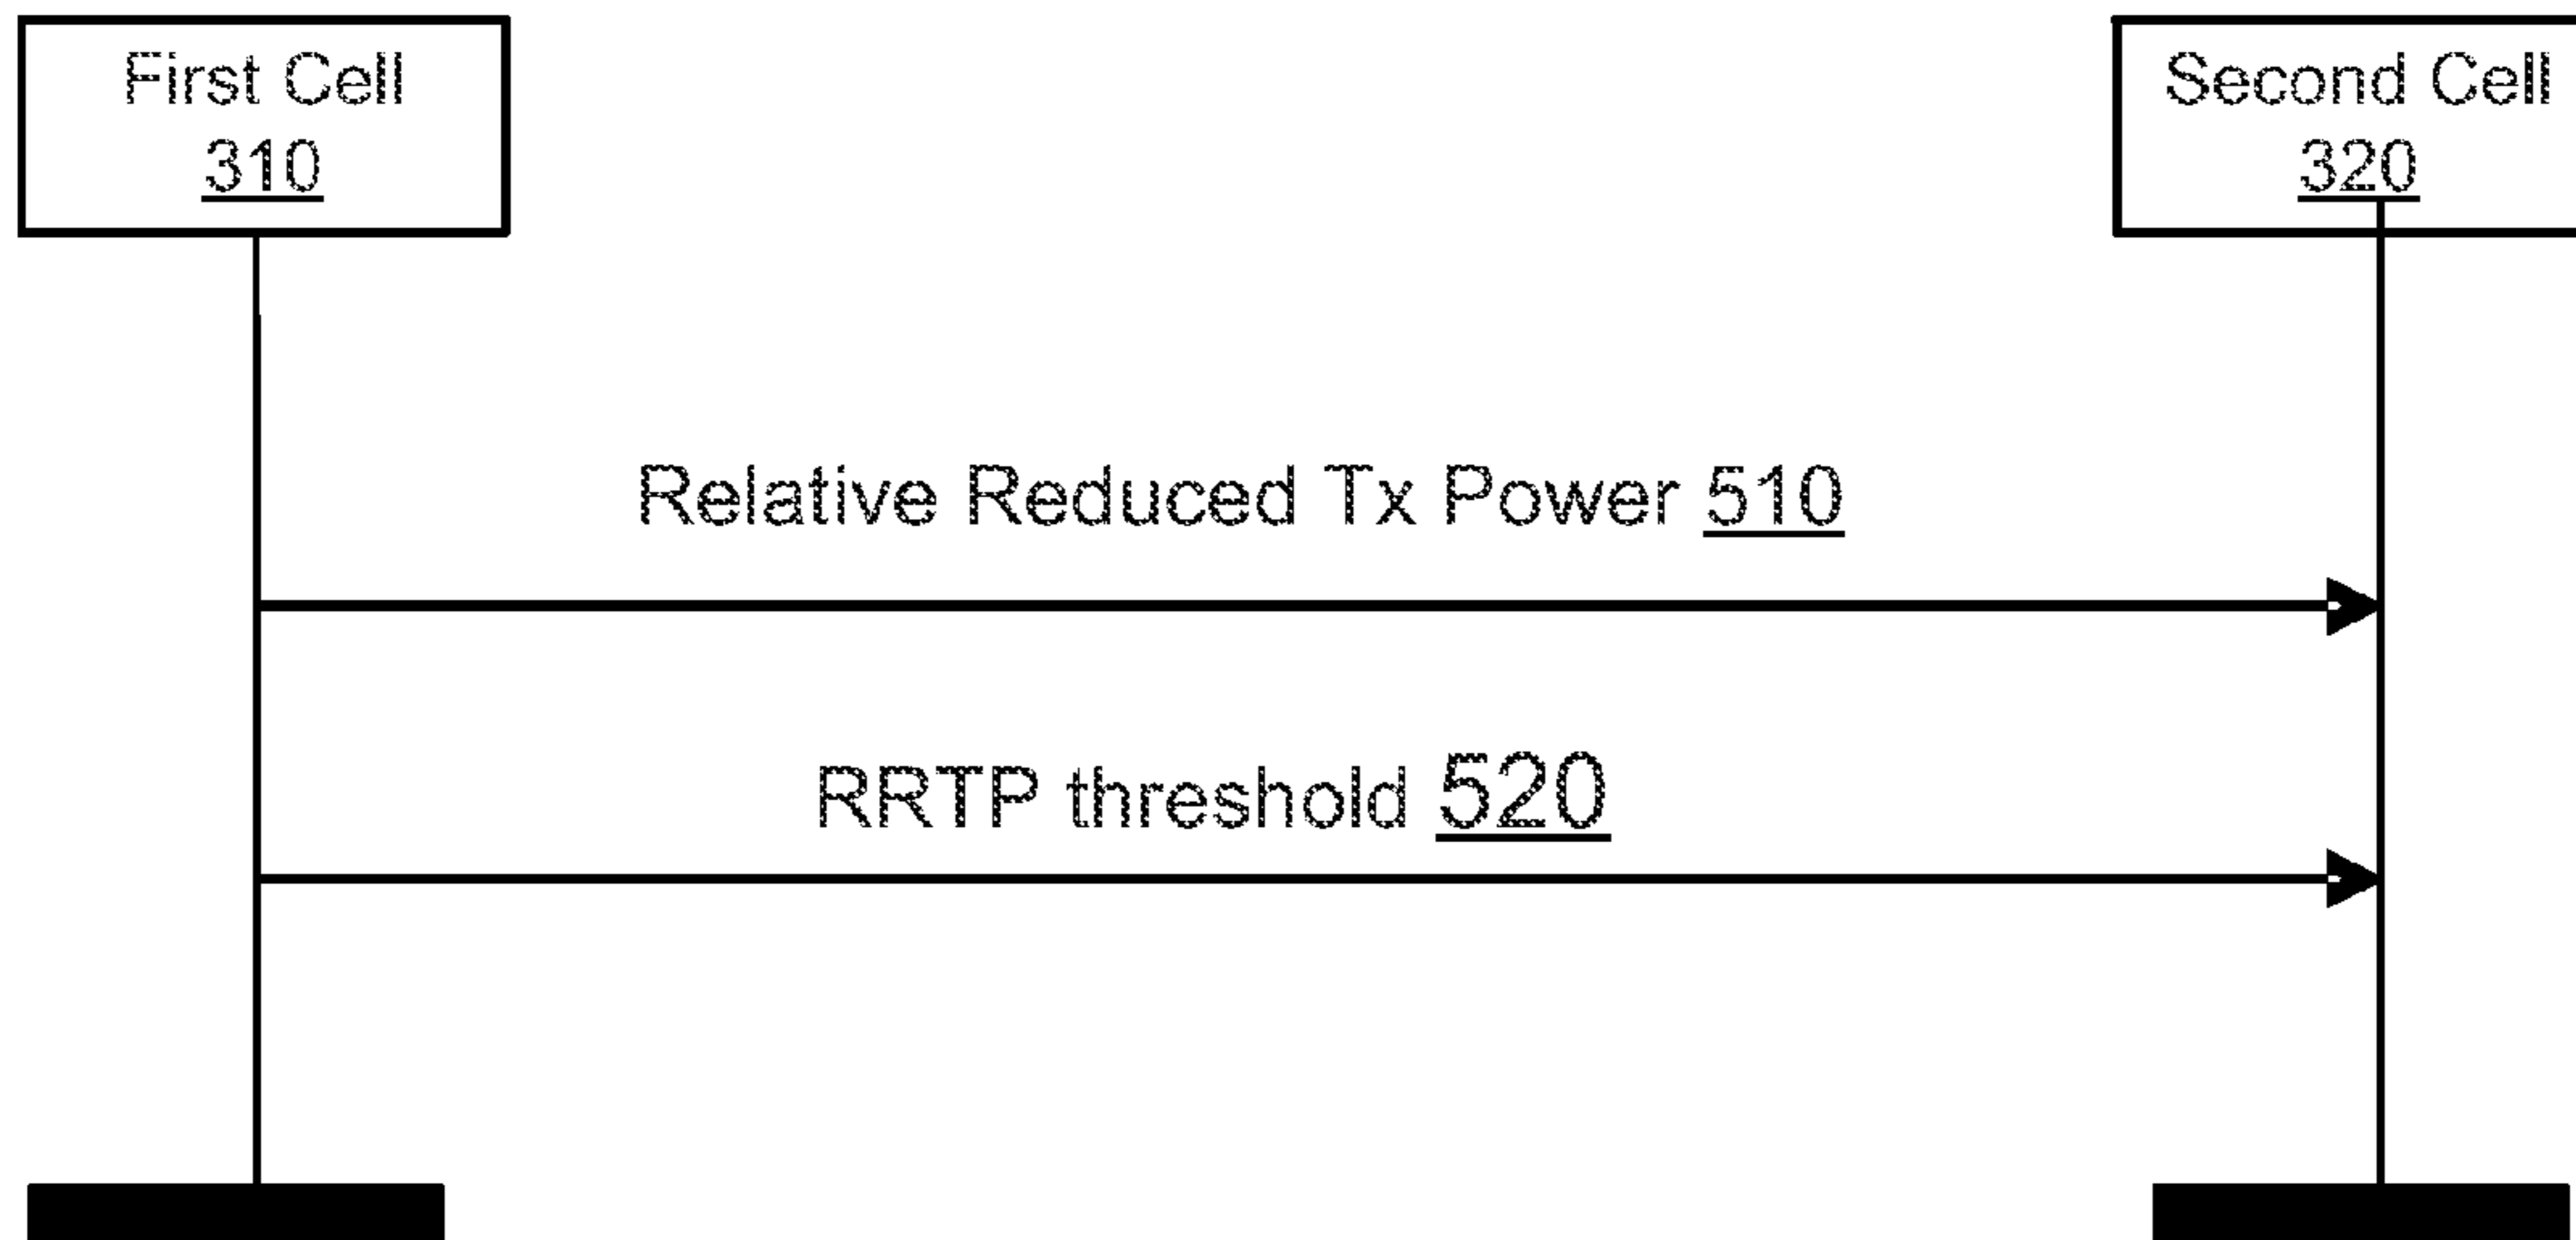 First Cell
310
Second Cell
320
Relative Reduced Tx Power 510
RRTP threshold 520